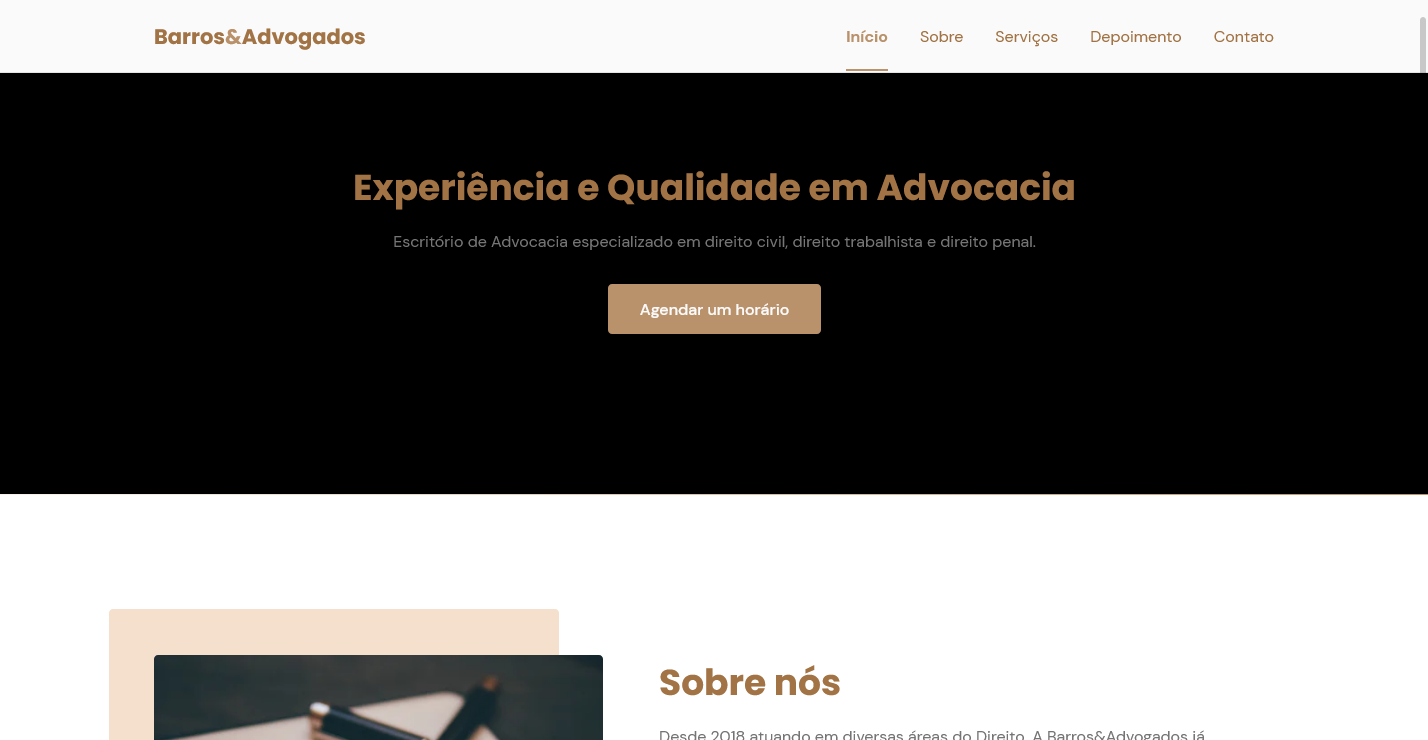 Barros&Advogados
Início Sobre Serviços Depoimento Contato
Experiência e Qualidade em Advocacia
Escritório de Advocacia especializado em direito civil, direito trabalhista e direito penal.
Agendar um horário
Sobre nós
Desde 2018 atuando em diversas áreas do Direito. A Barros&Advogados já